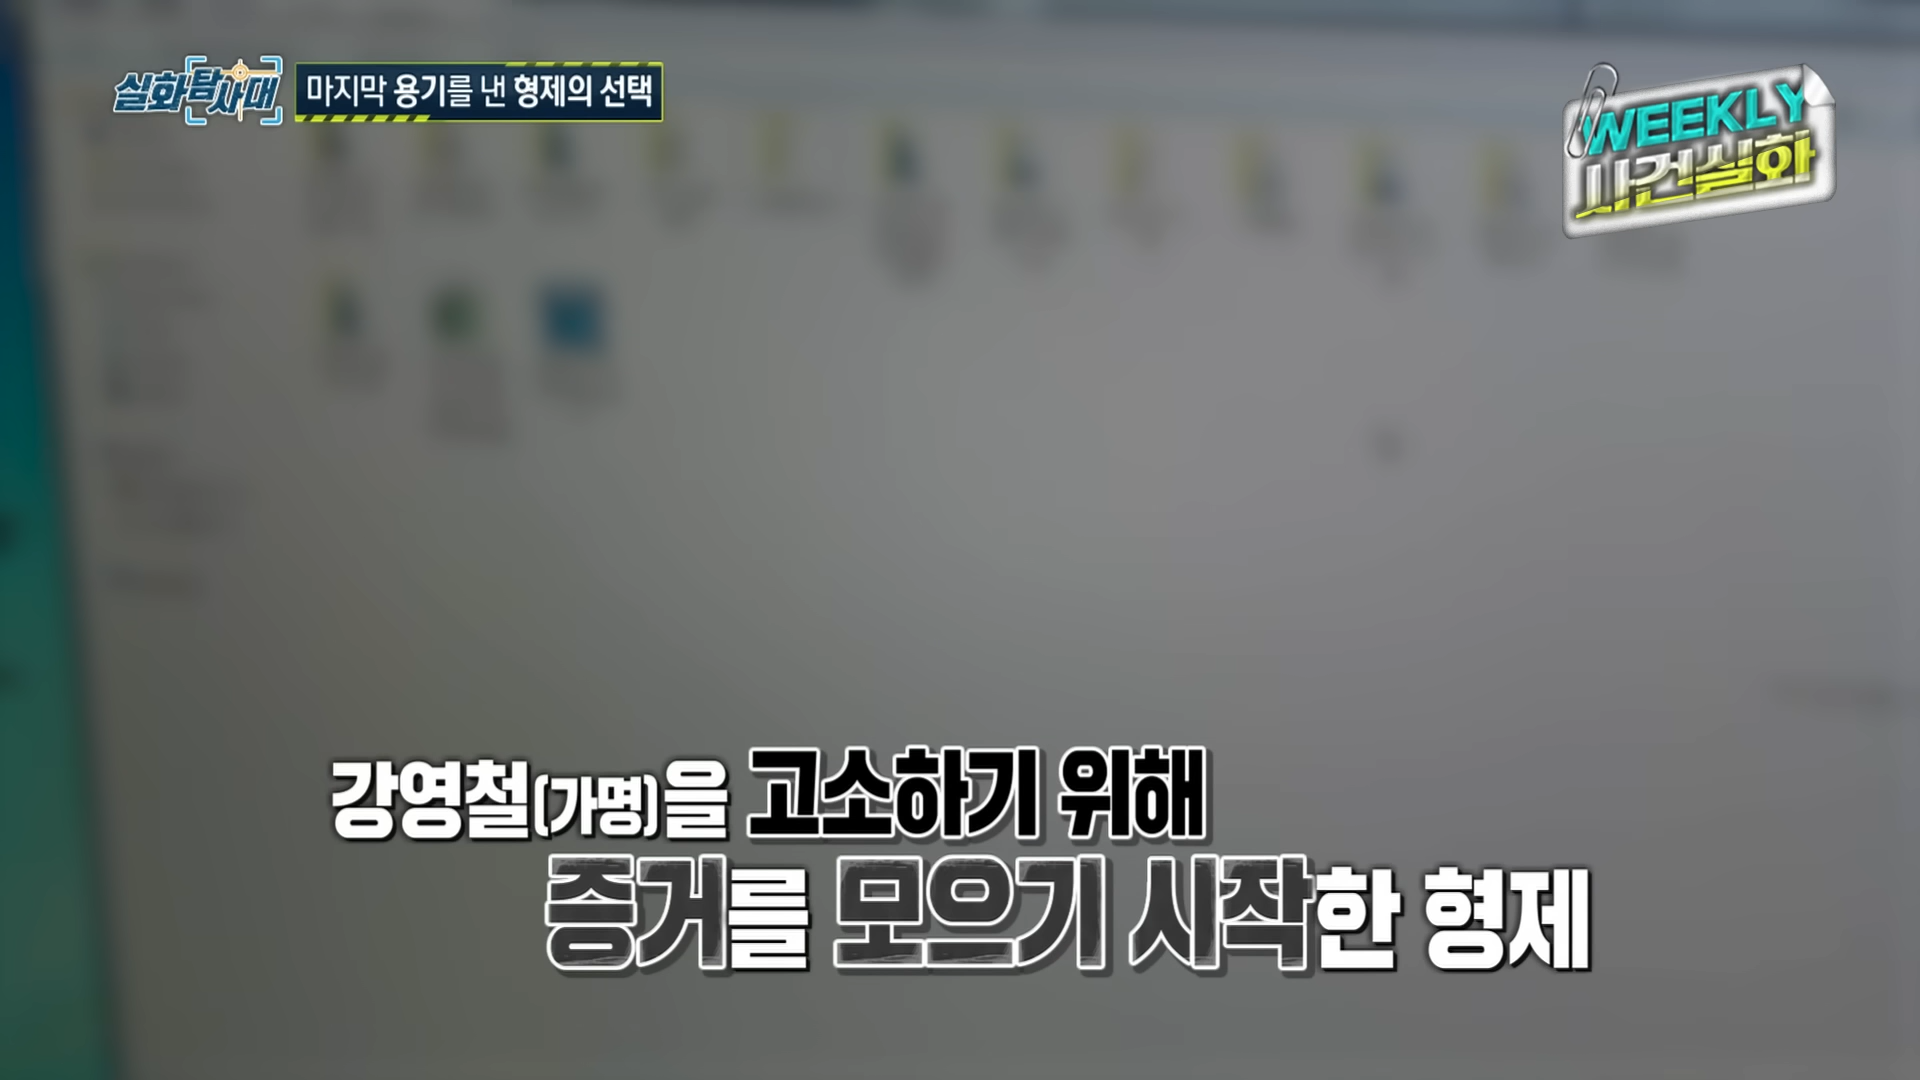 실화탐사대
마지막 용기를 낸 형제의 선택
WEEKLY
사건실화
강영철(가명)을 고소하기 위해
증거를 모으기 시작한 형제